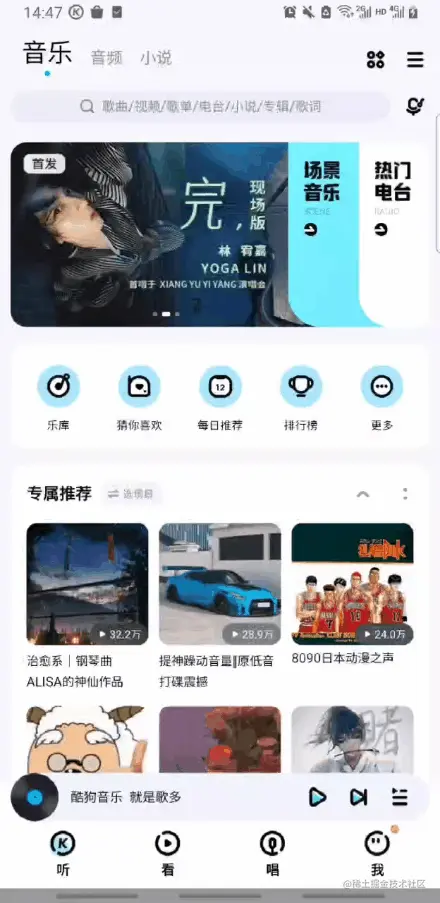 14:47
HD
音乐 音频 小说
歌曲/视频/歌单/电台/小说/专辑/歌词
首发
完,
现场版
林 宥嘉
YOGA LIN
首唱于 XIANG YU YI YANG 演唱会
场景
音乐
SCENE
热门
电台
RADIO
12
乐库 猜你喜欢 每日推荐 排行榜 更多
专属推荐
32.2万 28.9万 24.0万
治愈系｜钢琴曲
ALISA的神仙作品
提神躁动音量‖原低音
打碟震撼
8090日本动漫之声
赌
酷狗音乐 就是歌多
听 看 唱 我
@稀土掘金技术社区